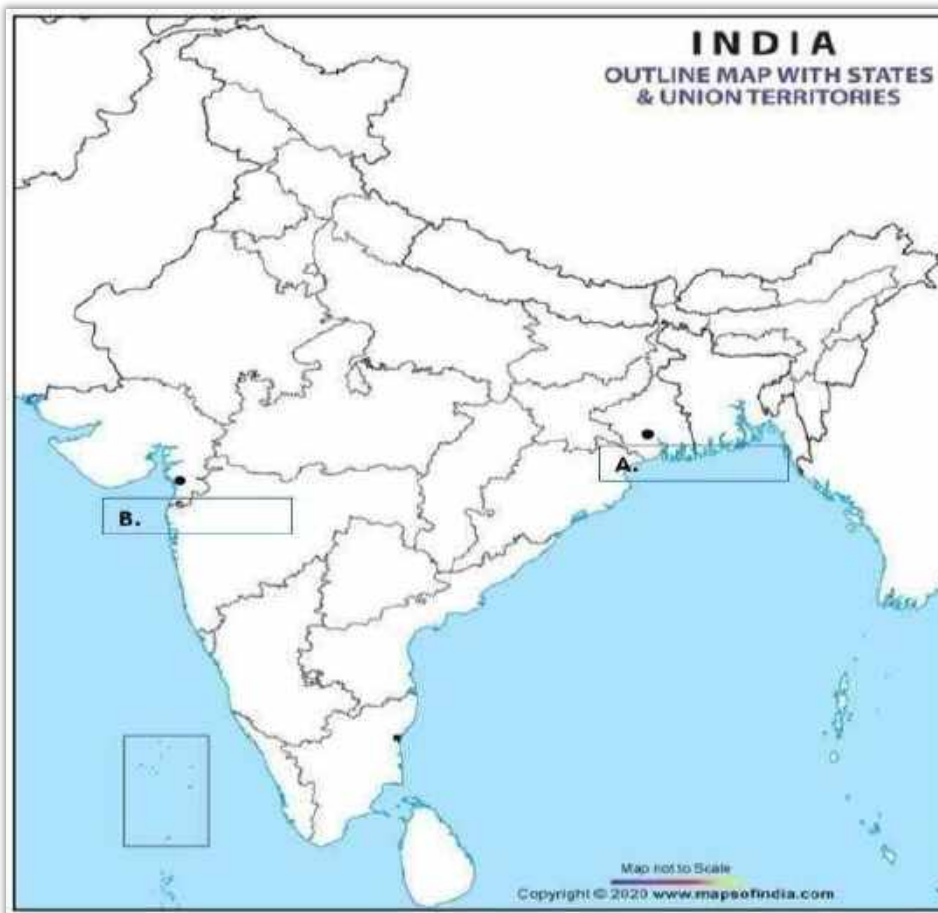 INDIA
OUTLINE MAP WITH STATES
& UNION TERRITORIES
A.
B.
Map not to Scale
Copyright © 2020 www.mapsofindia.com